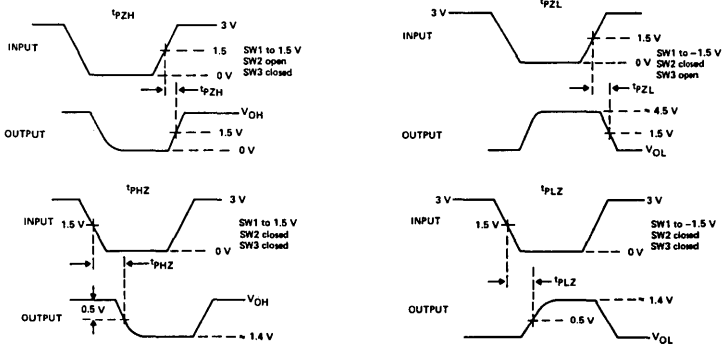 tPZH
3 V
INPUT
1.5
SW1 to 1.5 V
SW2 open
SW3 closed
0 V
tPZH
VOH
OUTPUT
1.5 V
0 V
tPZL
3 V
INPUT
1.5 V
SW1 to −1.5 V
SW2 closed
SW3 open
0 V
tPZL
≈ 4.5 V
OUTPUT
1.5 V
VOL
tPHZ
3 V
INPUT
1.5 V
SW1 to 1.5 V
SW2 closed
SW3 closed
0 V
tPHZ
VOH
0.5 V
OUTPUT
≈ 1.4 V
tPLZ
3 V
3 V
INPUT
1.5 V
SW1 to −1.5 V
SW2 closed
SW3 closed
0 V
tPLZ
≈ 1.4 V
OUTPUT
0.5 V
VOL